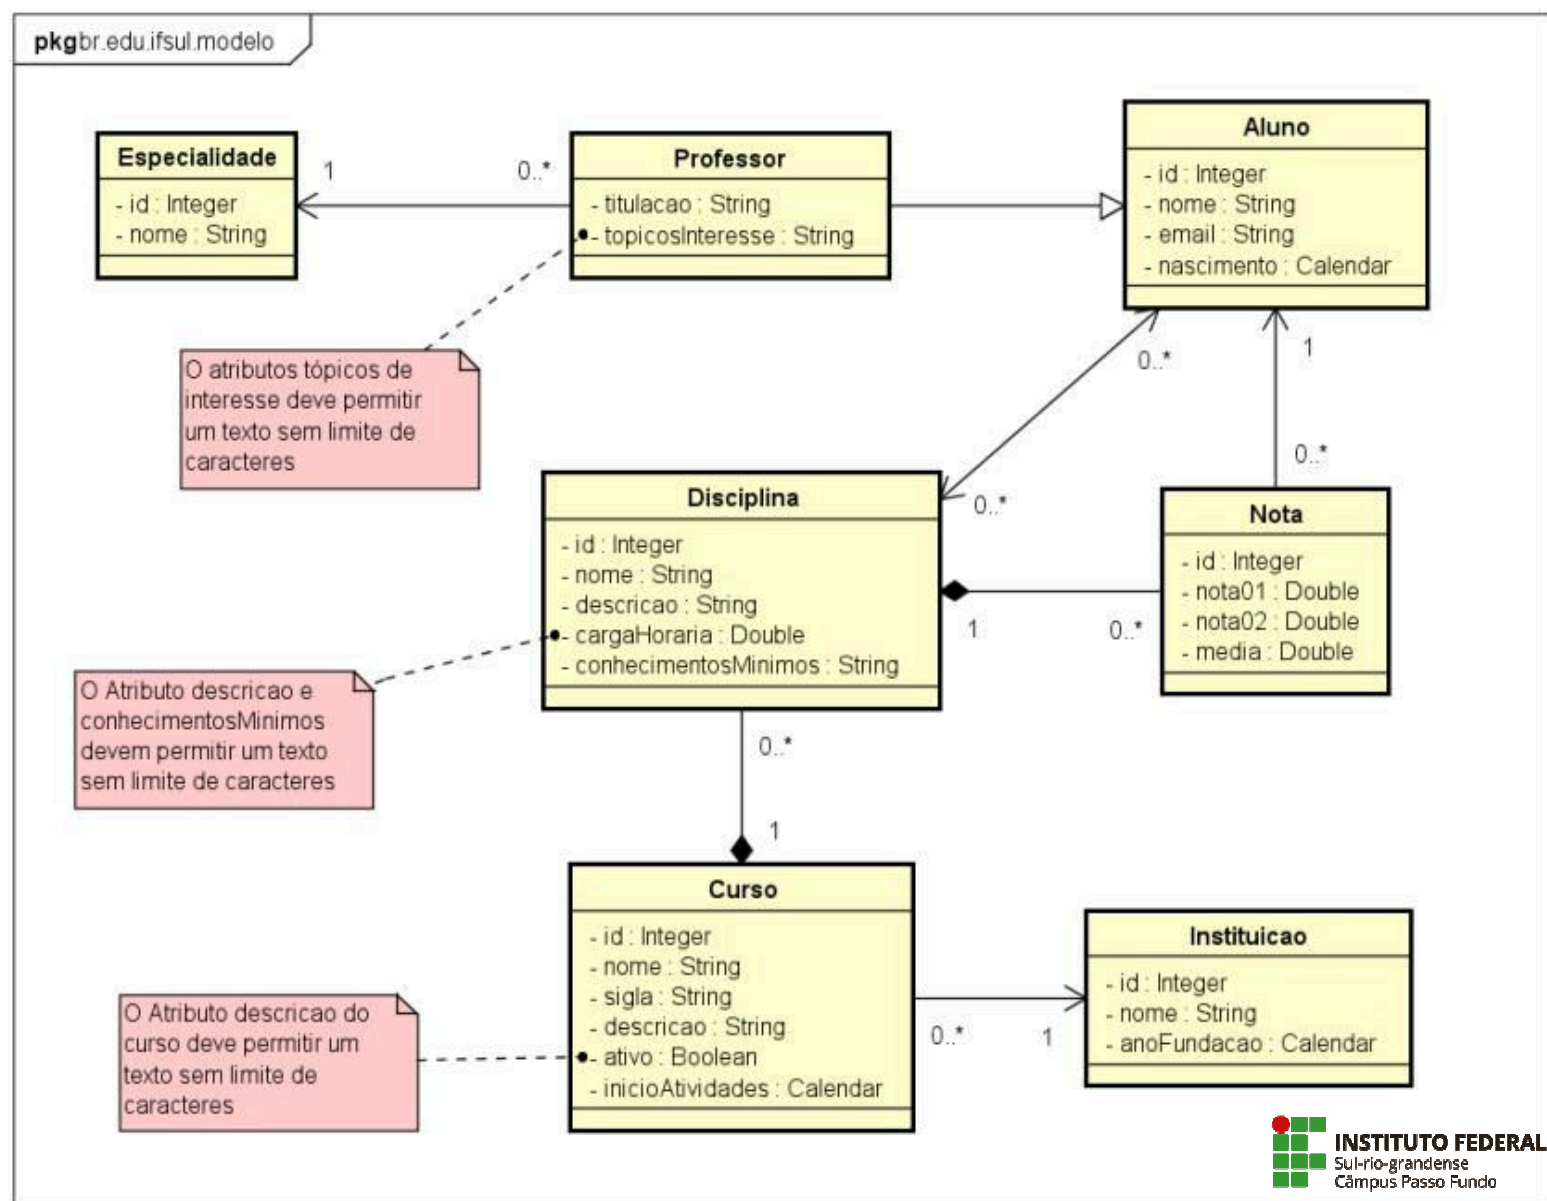 pkgbr.edu.ifsul.modelo
Especialidade
- id : Integer
- nome : String
1
0..*
Professor
- titulacao : String
- topicosInteresse : String
Aluno
- id : Integer
- nome : String
- email : String
- nascimento : Calendar
O atributos tópicos de
interesse deve permitir
um texto sem limite de
caracteres
0..*
1
0..*
0..*
Disciplina
- id : Integer
- nome : String
- descricao : String
- cargaHoraria : Double
- conhecimentosMinimos : String
1
0..*
Nota
- id : Integer
- nota01 : Double
- nota02 : Double
- media : Double
O Atributo descricao e
conhecimentosMinimos
devem permitir um texto
sem limite de caracteres
0..*
1
Curso
- id : Integer
- nome : String
- sigla : String
- descricao : String
- ativo : Boolean
- inicioAtividades : Calendar
0..*
1
Instituicao
- id : Integer
- nome : String
- anoFundacao : Calendar
O Atributo descricao do
curso deve permitir um
texto sem limite de
caracteres
INSTITUTO FEDERAL
Sul-rio-grandense
Câmpus Passo Fundo